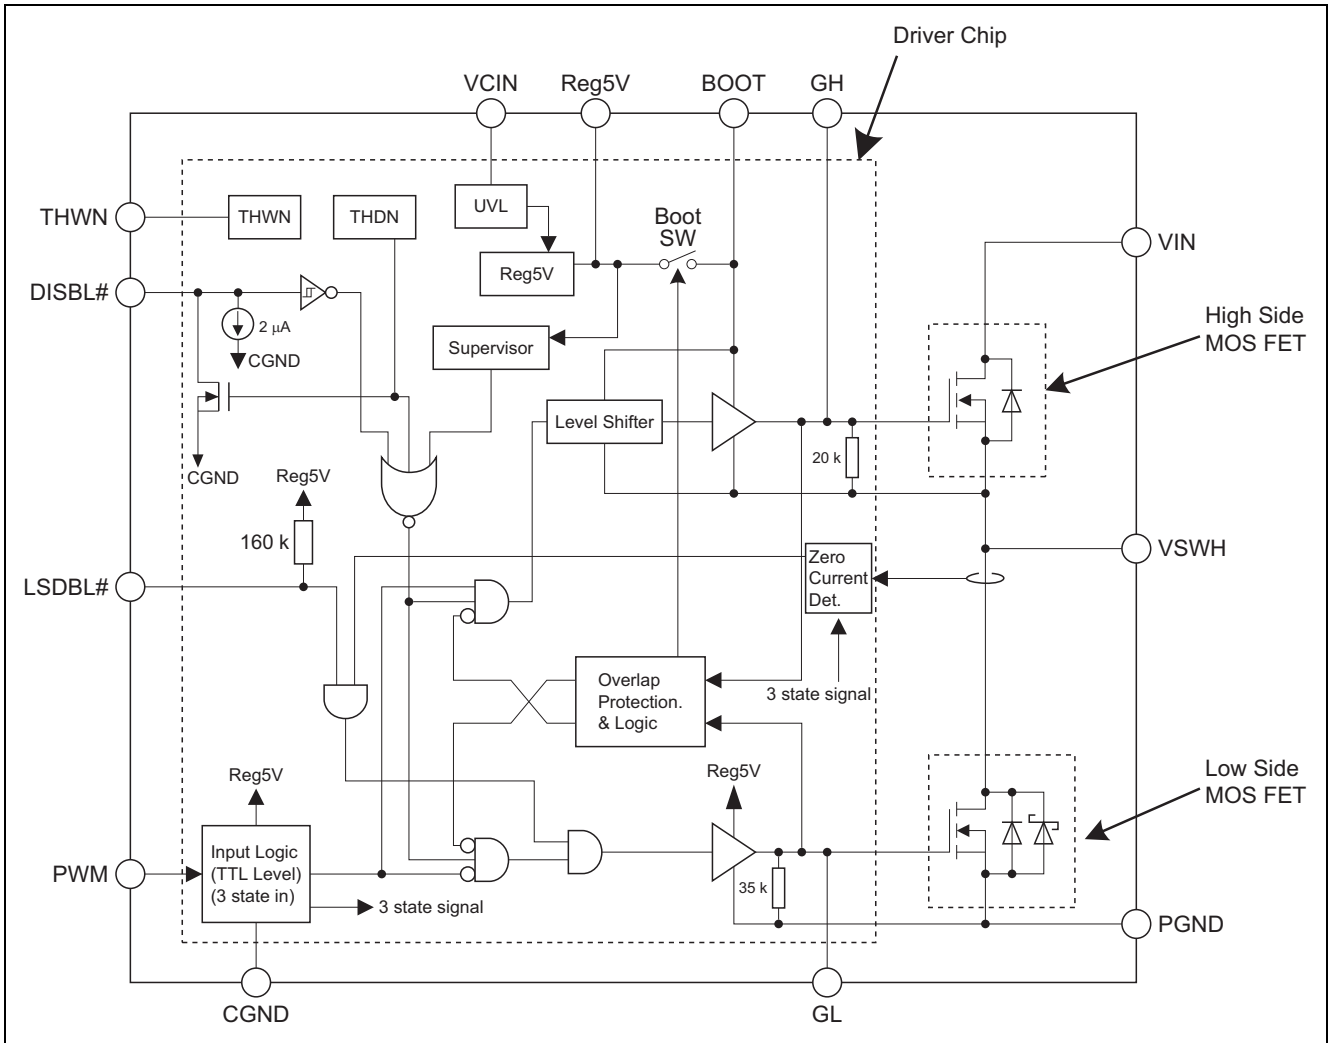 Driver Chip
VCIN
Reg5V
BOOT
GH
THWN
THWN
THDN
UVL
Boot
SW
VIN
DISBL#
Reg5V
2 μA
CGND
Supervisor
High Side
MOS FET
Level Shifter
20 k
CGND
Reg5V
160 k
VSWH
LSDBL#
Zero
Current
Det.
Overlap
Protection.
& Logic
3 state signal
Reg5V
Reg5V
Low Side
MOS FET
PWM
Input Logic
(TTL Level)
(3 state in)
35 k
3 state signal
PGND
CGND
GL